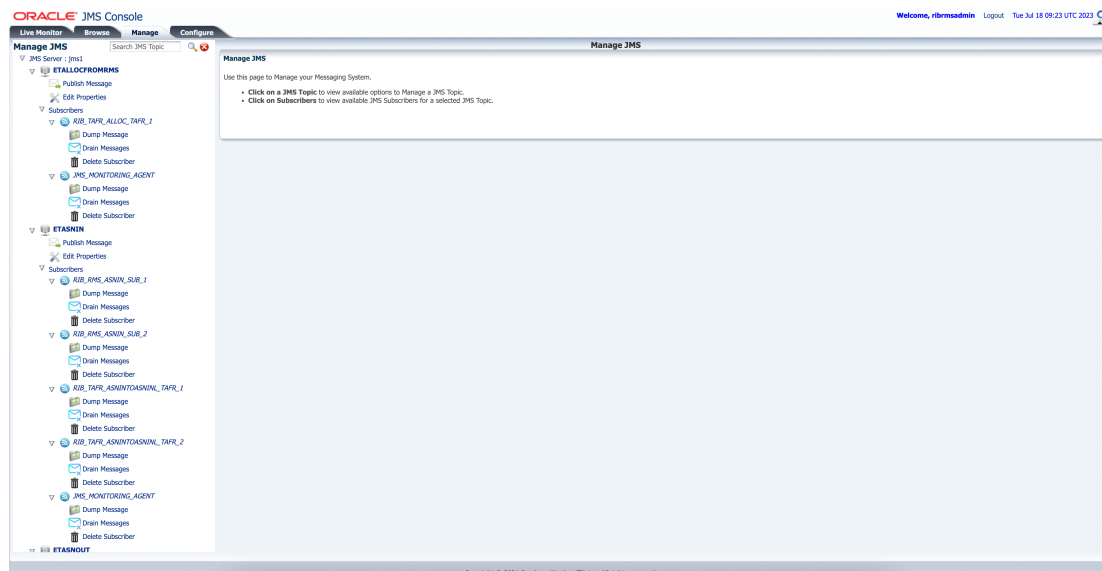 ORACLE JMS Console
Welcome, ribrmsadmin Logout Tue Jul 18 09:23 UTC 2023
Live Monitor Browse Manage Configure
Manage JMS Search JMS Topic
Manage JMS
JMS Server : jms1
ETALLOCFROMRMS
Publish Message
Edit Properties
Subscribers
RIB_TAFR_ALLOC_TAFR_1
Dump Message
Drain Messages
Delete Subscriber
JMS_MONITORING_AGENT
Dump Message
Drain Messages
Delete Subscriber
ETASNIN
Publish Message
Edit Properties
Subscribers
RIB_RMS_ASNIN_SUB_1
Dump Message
Drain Messages
Delete Subscriber
RIB_RMS_ASNIN_SUB_2
Dump Message
Drain Messages
Delete Subscriber
RIB_TAFR_ASNINTOASNINL_TAFR_1
Dump Message
Drain Messages
Delete Subscriber
RIB_TAFR_ASNINTOASNINL_TAFR_2
Dump Message
Drain Messages
Delete Subscriber
JMS_MONITORING_AGENT
Dump Message
Drain Messages
Delete Subscriber
ETASNOUT
Manage JMS
Use this page to Manage your Messaging System.
• Click on a JMS Topic to view available options to Manage a JMS Topic.
• Click on Subscribers to view available JMS Subscribers for a selected JMS Topic.